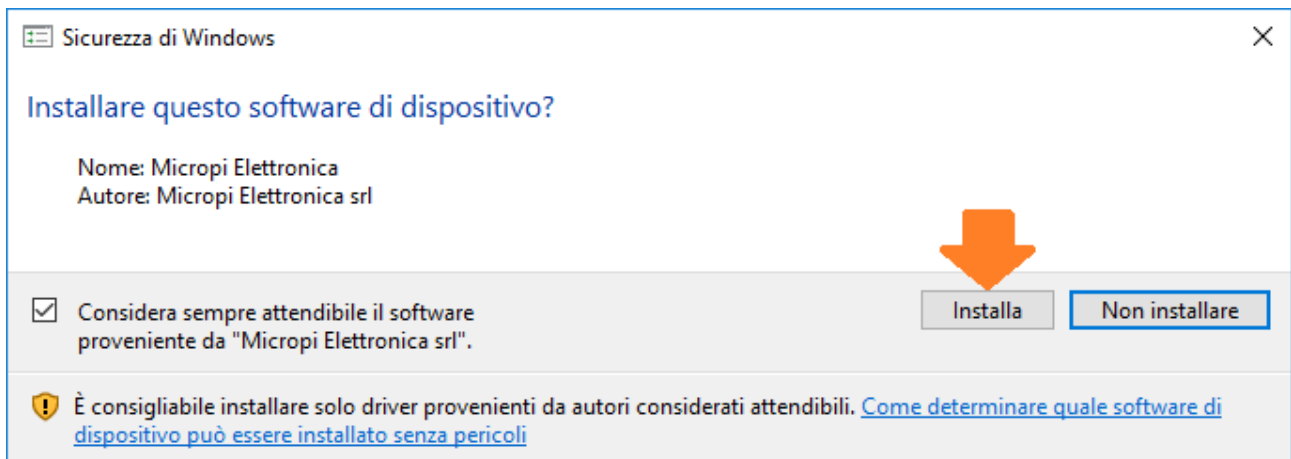 Sicurezza di Windows
Installare questo software di dispositivo?
Nome: Micropi Elettronica
Autore: Micropi Elettronica srl
Considera sempre attendibile il software
proveniente da "Micropi Elettronica srl".
Installa
Non installare
È consigliabile installare solo driver provenienti da autori considerati attendibili. Come determinare quale software di
dispositivo può essere installato senza pericoli